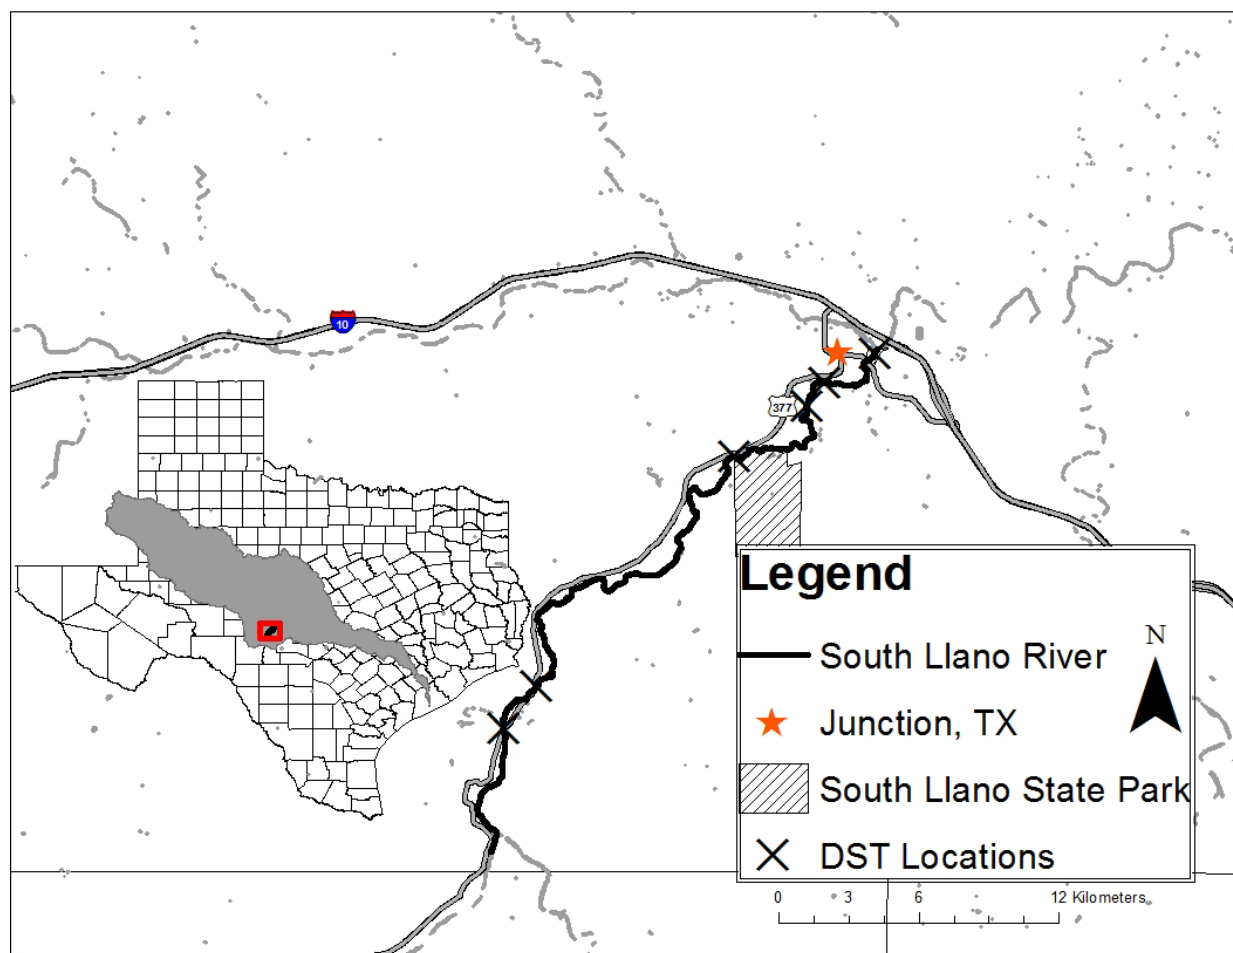 10
377
Legend
South Llano River
N
Junction, TX
South Llano State Park
DST Locations
0 3 6 12 Kilometers